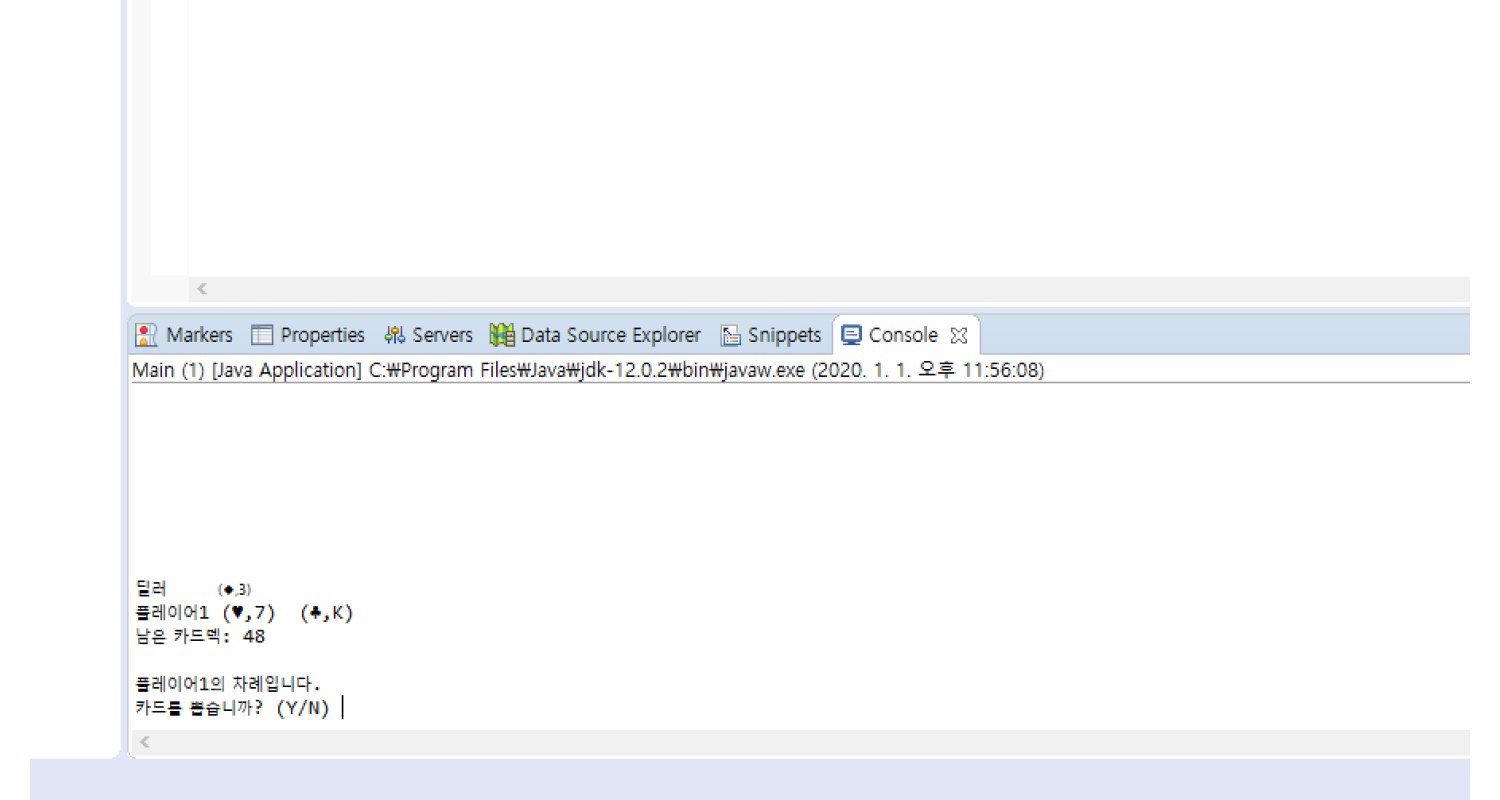 Markers Properties Servers Data Source Explorer Snippets Console
Main (1) [Java Application] C:₩Program Files₩Java₩jdk-12.0.2₩bin₩javaw.exe (2020. 1. 1. 오후 11:56:08)
딜러 (♦,3)
플레이어1 (♥,7) (♣,K)
남은 카드덱: 48
플레이어1의 차례입니다.
카드를 뽑습니까? (Y/N)